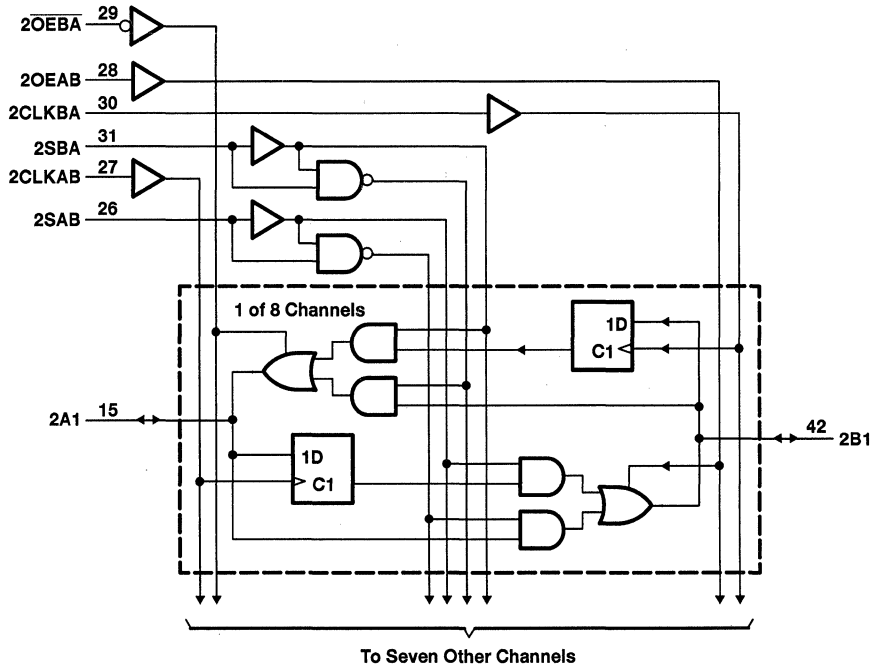 2OEBA 29
2OEAB 28
2CLKBA 30
2SBA 31
2CLKAB 27
2SAB 26
1 of 8 Channels
1D
C1
2A1 15
42 2B1
1D
C1
To Seven Other Channels